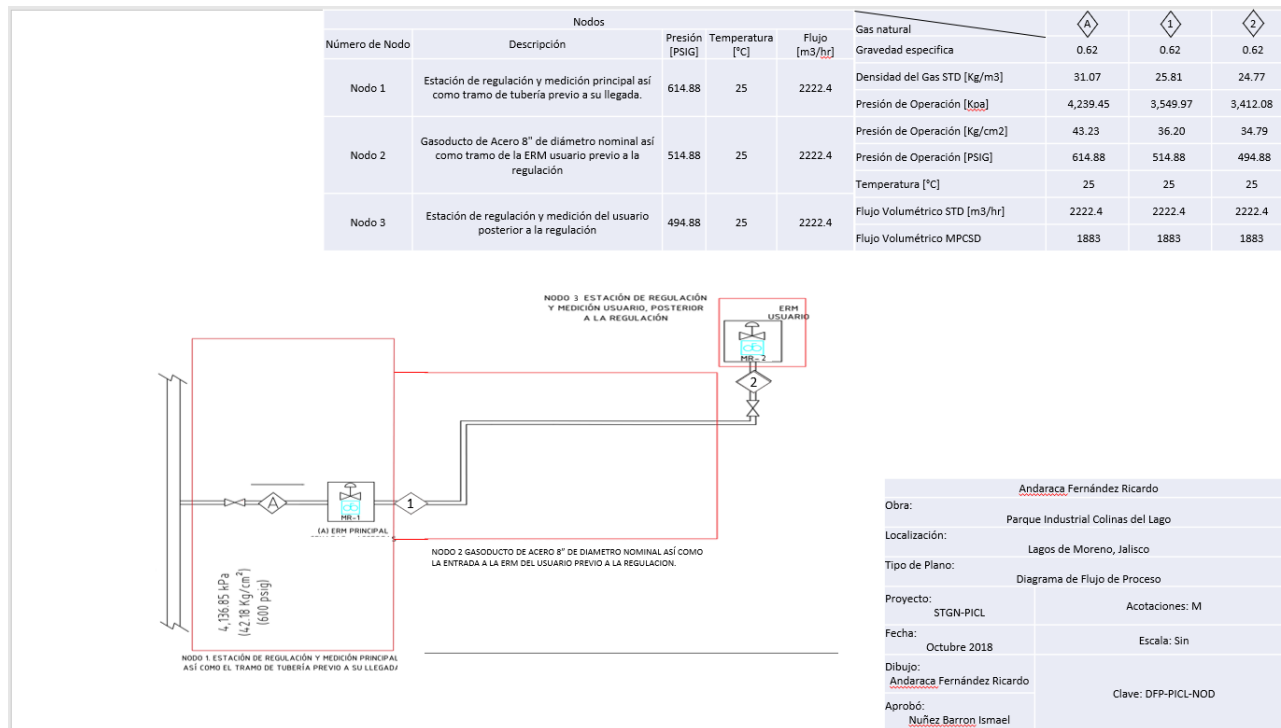 Nodos
Número de Nodo Descripción Presión [PSIG] Temperatura [°C] Flujo [m3/hr]
Nodo 1 Estación de regulación y medición principal así como tramo de tubería previo a su llegada. 614.88 25 2222.4
Nodo 2 Gasoducto de Acero 8" de diámetro nominal así como tramo de la ERM usuario previo a la regulación 514.88 25 2222.4
Nodo 3 Estación de regulación y medición del usuario posterior a la regulación 494.88 25 2222.4
Gas natural A 1 2
Gravedad especifica 0.62 0.62 0.62
Densidad del Gas STD [Kg/m3] 31.07 25.81 24.77
Presión de Operación [Kpa] 4,239.45 3,549.97 3,412.08
Presión de Operación [Kg/cm2] 43.23 36.20 34.79
Presión de Operación [PSIG] 614.88 514.88 494.88
Temperatura [°C] 25 25 25
Flujo Volumétrico STD [m3/hr] 2222.4 2222.4 2222.4
Flujo Volumétrico MPCSD 1883 1883 1883
NODO 3 ESTACIÓN DE REGULACIÓN
Y MEDICIÓN USUARIO, POSTERIOR
A LA REGULACIÓN
ERM
USUARIO
MR-2
2
A
MR-1
1
(A) ERM PRINCIPAL
NODO 2 GASODUCTO DE ACERO 8" DE DIAMETRO NOMINAL ASÍ COMO
LA ENTRADA A LA ERM DEL USUARIO PREVIO A LA REGULACION.
4,136.85 kPa
(42.18 Kg/cm²)
(600 psig)
NODO 1. ESTACIÓN DE REGULACIÓN Y MEDICIÓN PRINCIPAL
ASÍ COMO EL TRAMO DE TUBERÍA PREVIO A SU LLEGADA
Andaraca Fernández Ricardo
Obra:
Parque Industrial Colinas del Lago
Localización:
Lagos de Moreno, Jalisco
Tipo de Plano:
Diagrama de Flujo de Proceso
Proyecto:
STGN-PICL
Acotaciones: M
Fecha:
Octubre 2018
Escala: Sin
Dibujo:
Andaraca Fernández Ricardo
Clave: DFP-PICL-NOD
Aprobó:
Nuñez Barron Ismael